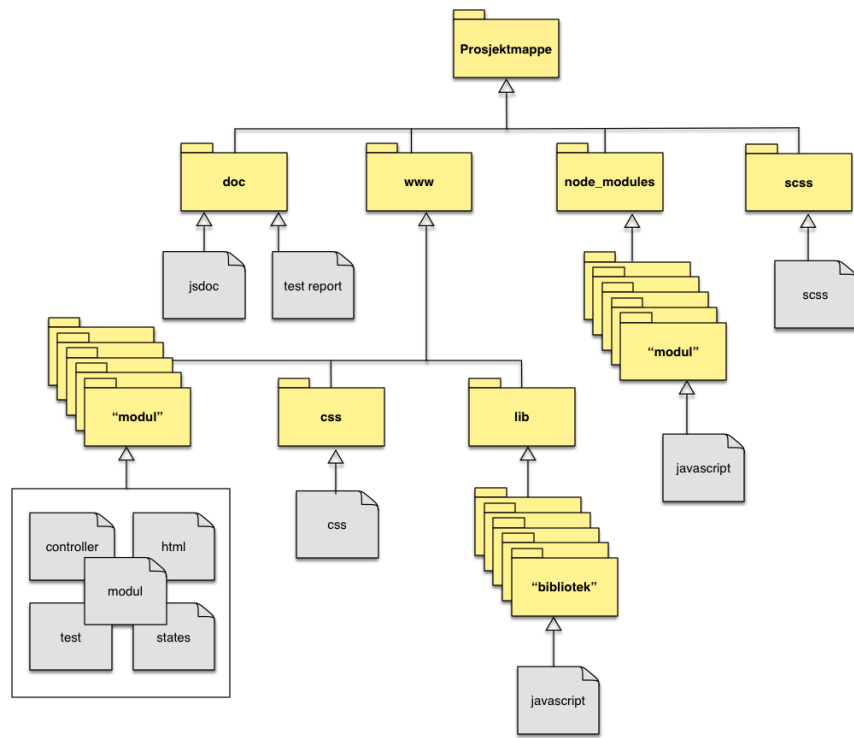 Prosjektmappe
doc
www
node_modules
scss
jsdoc
test report
scss
“modul”
“modul”
css
lib
javascript
css
controller
html
modul
test
states
“bibliotek”
javascript